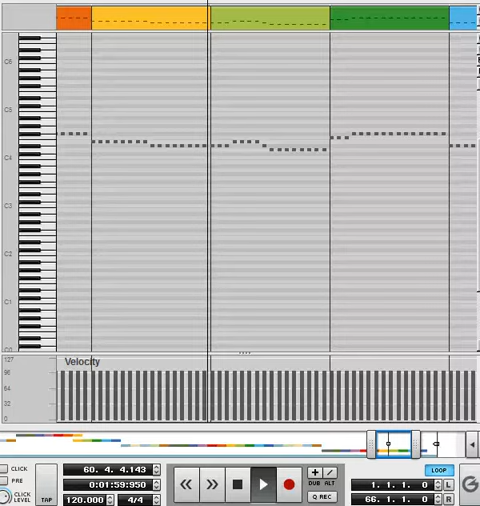 C6
C5
C4
C3
C2
C1
Velocity
127
96
64
32
0
CLICK
PRE
CLICK LEVEL
TAP
60. 4. 4.143
0:01:59:950
120.000 4/4
DUB ALT
Q REC
LOOP
1. 1. 1. 0 L
66. 1. 1. 0 R